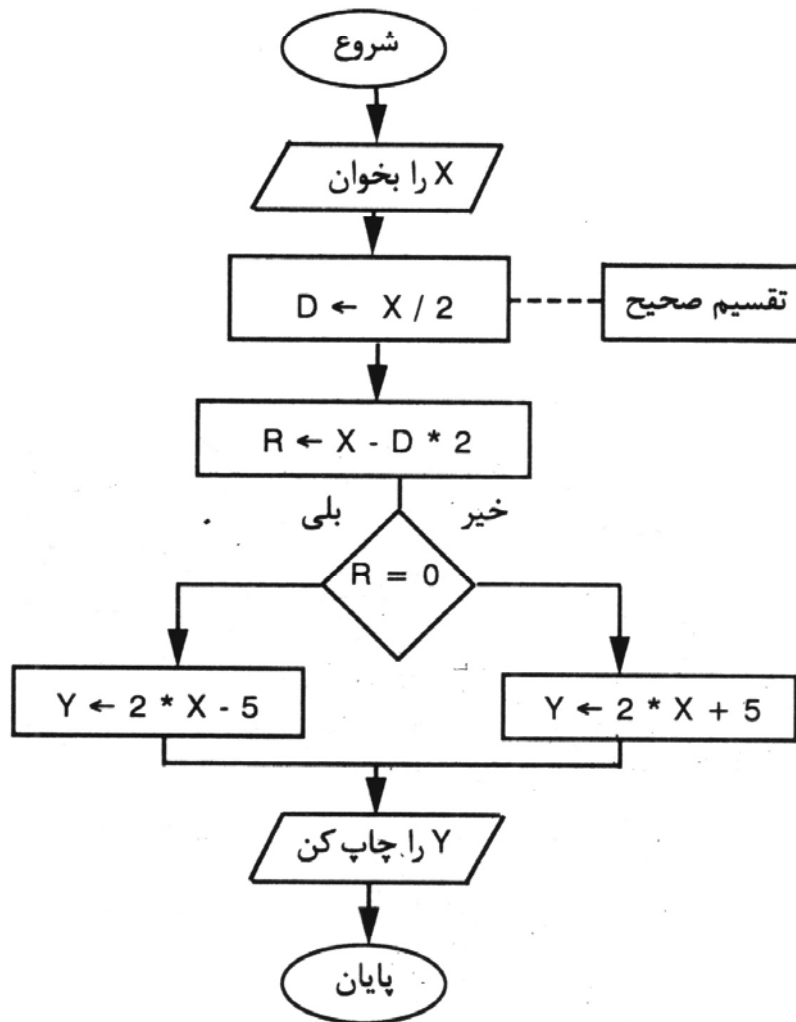 شروع
X را بخوان
D ← X / 2
تقسیم صحیح
R ← X - D * 2
بلی
خیر
R = 0
Y ← 2 * X - 5
Y ← 2 * X + 5
Y را چاپ کن
پایان